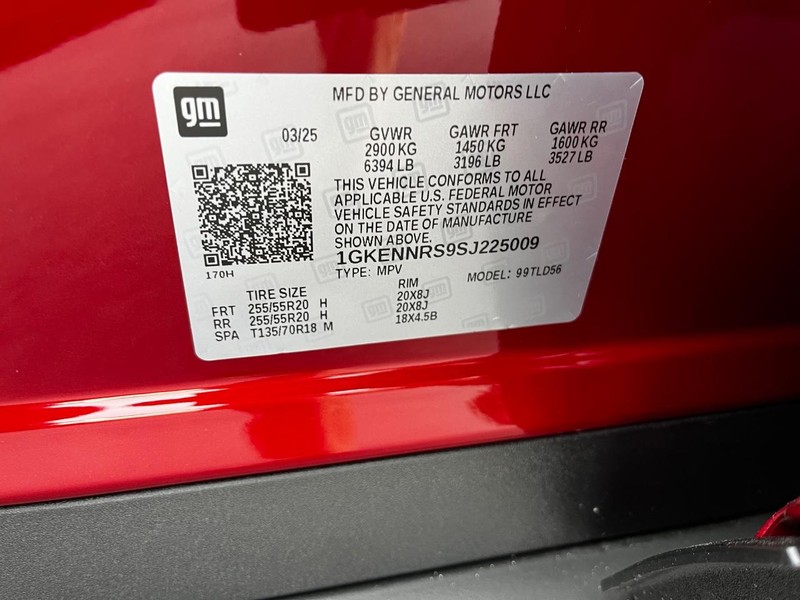 gm
MFD BY GENERAL MOTORS LLC
03/25 GVWR GAWR FRT GAWR RR
2900 KG 1450 KG 1600 KG
6394 LB 3196 LB 3527 LB
THIS VEHICLE CONFORMS TO ALL
APPLICABLE U.S. FEDERAL MOTOR
VEHICLE SAFETY STANDARDS IN EFFECT
ON THE DATE OF MANUFACTURE
SHOWN ABOVE.
1GKENNRS9SJ225009
170H
TYPE: MPV MODEL: 99TLD56
TIRE SIZE RIM
FRT 255/55R20 H 20X8J
RR 255/55R20 H 20X8J
SPA T135/70R18 M 18X4.5B